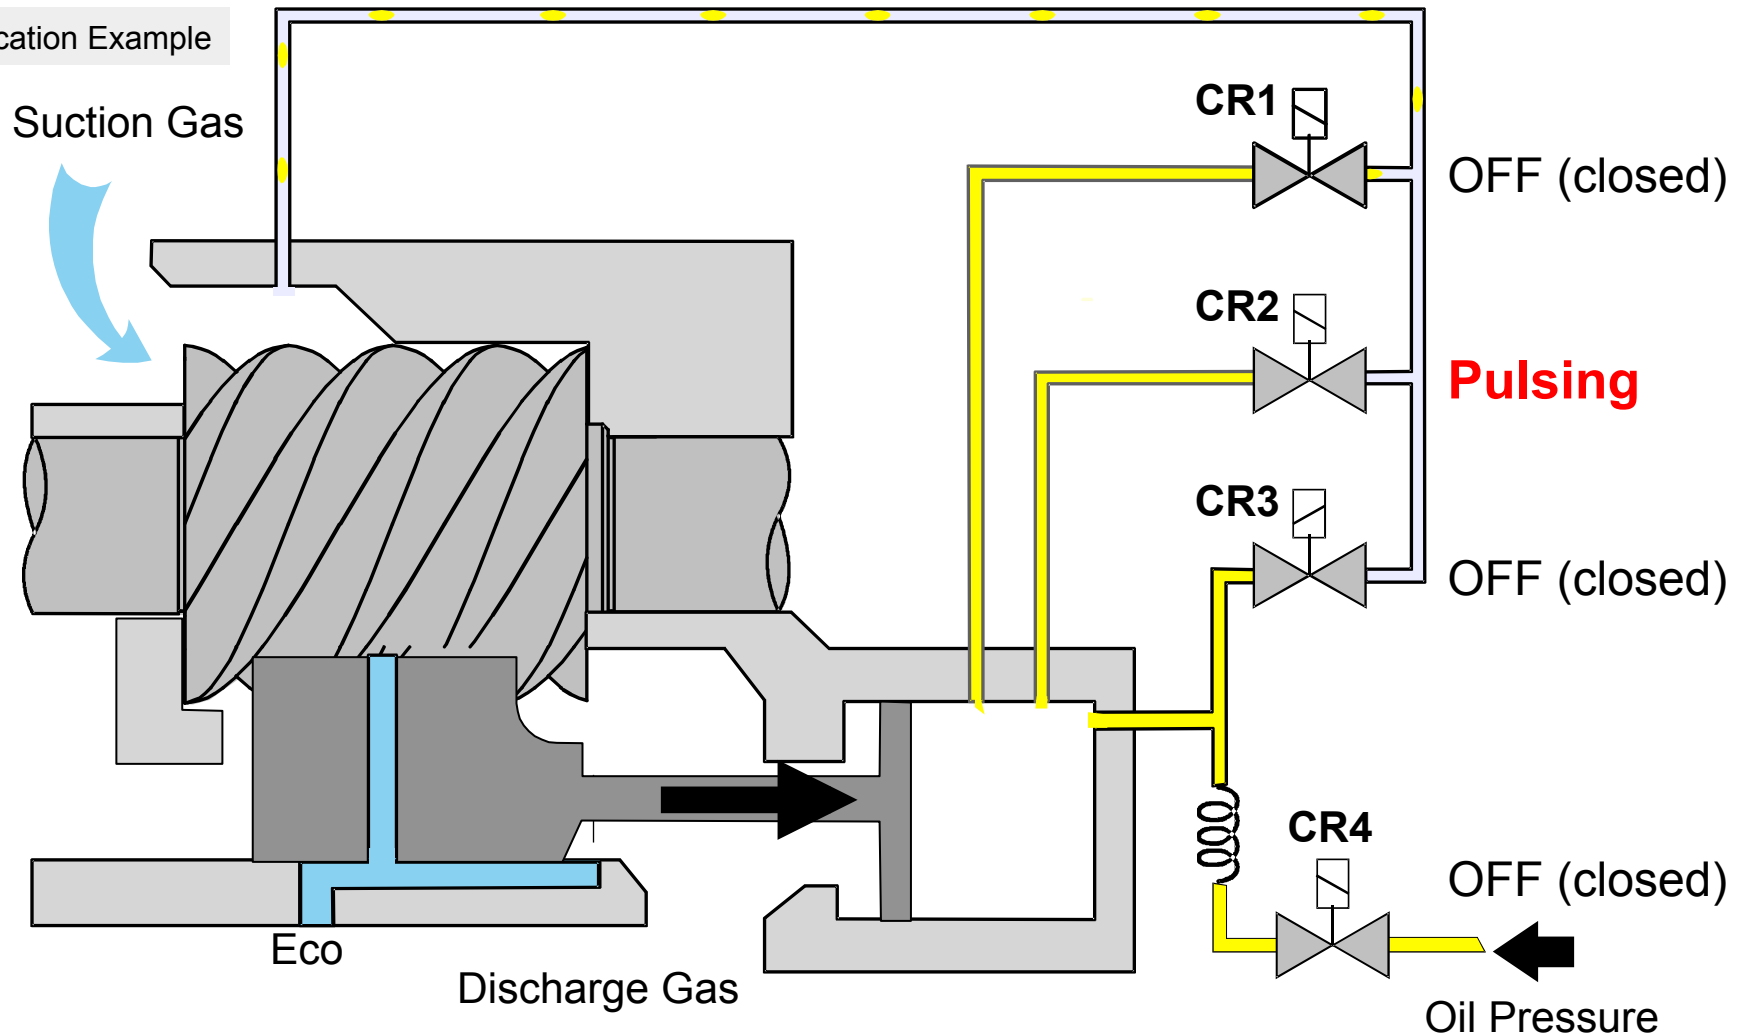 cation Example
Suction Gas
CR1
OFF (closed)
CR2
Pulsing
CR3
OFF (closed)
CR4
OFF (closed)
Eco
Discharge Gas
Oil Pressure